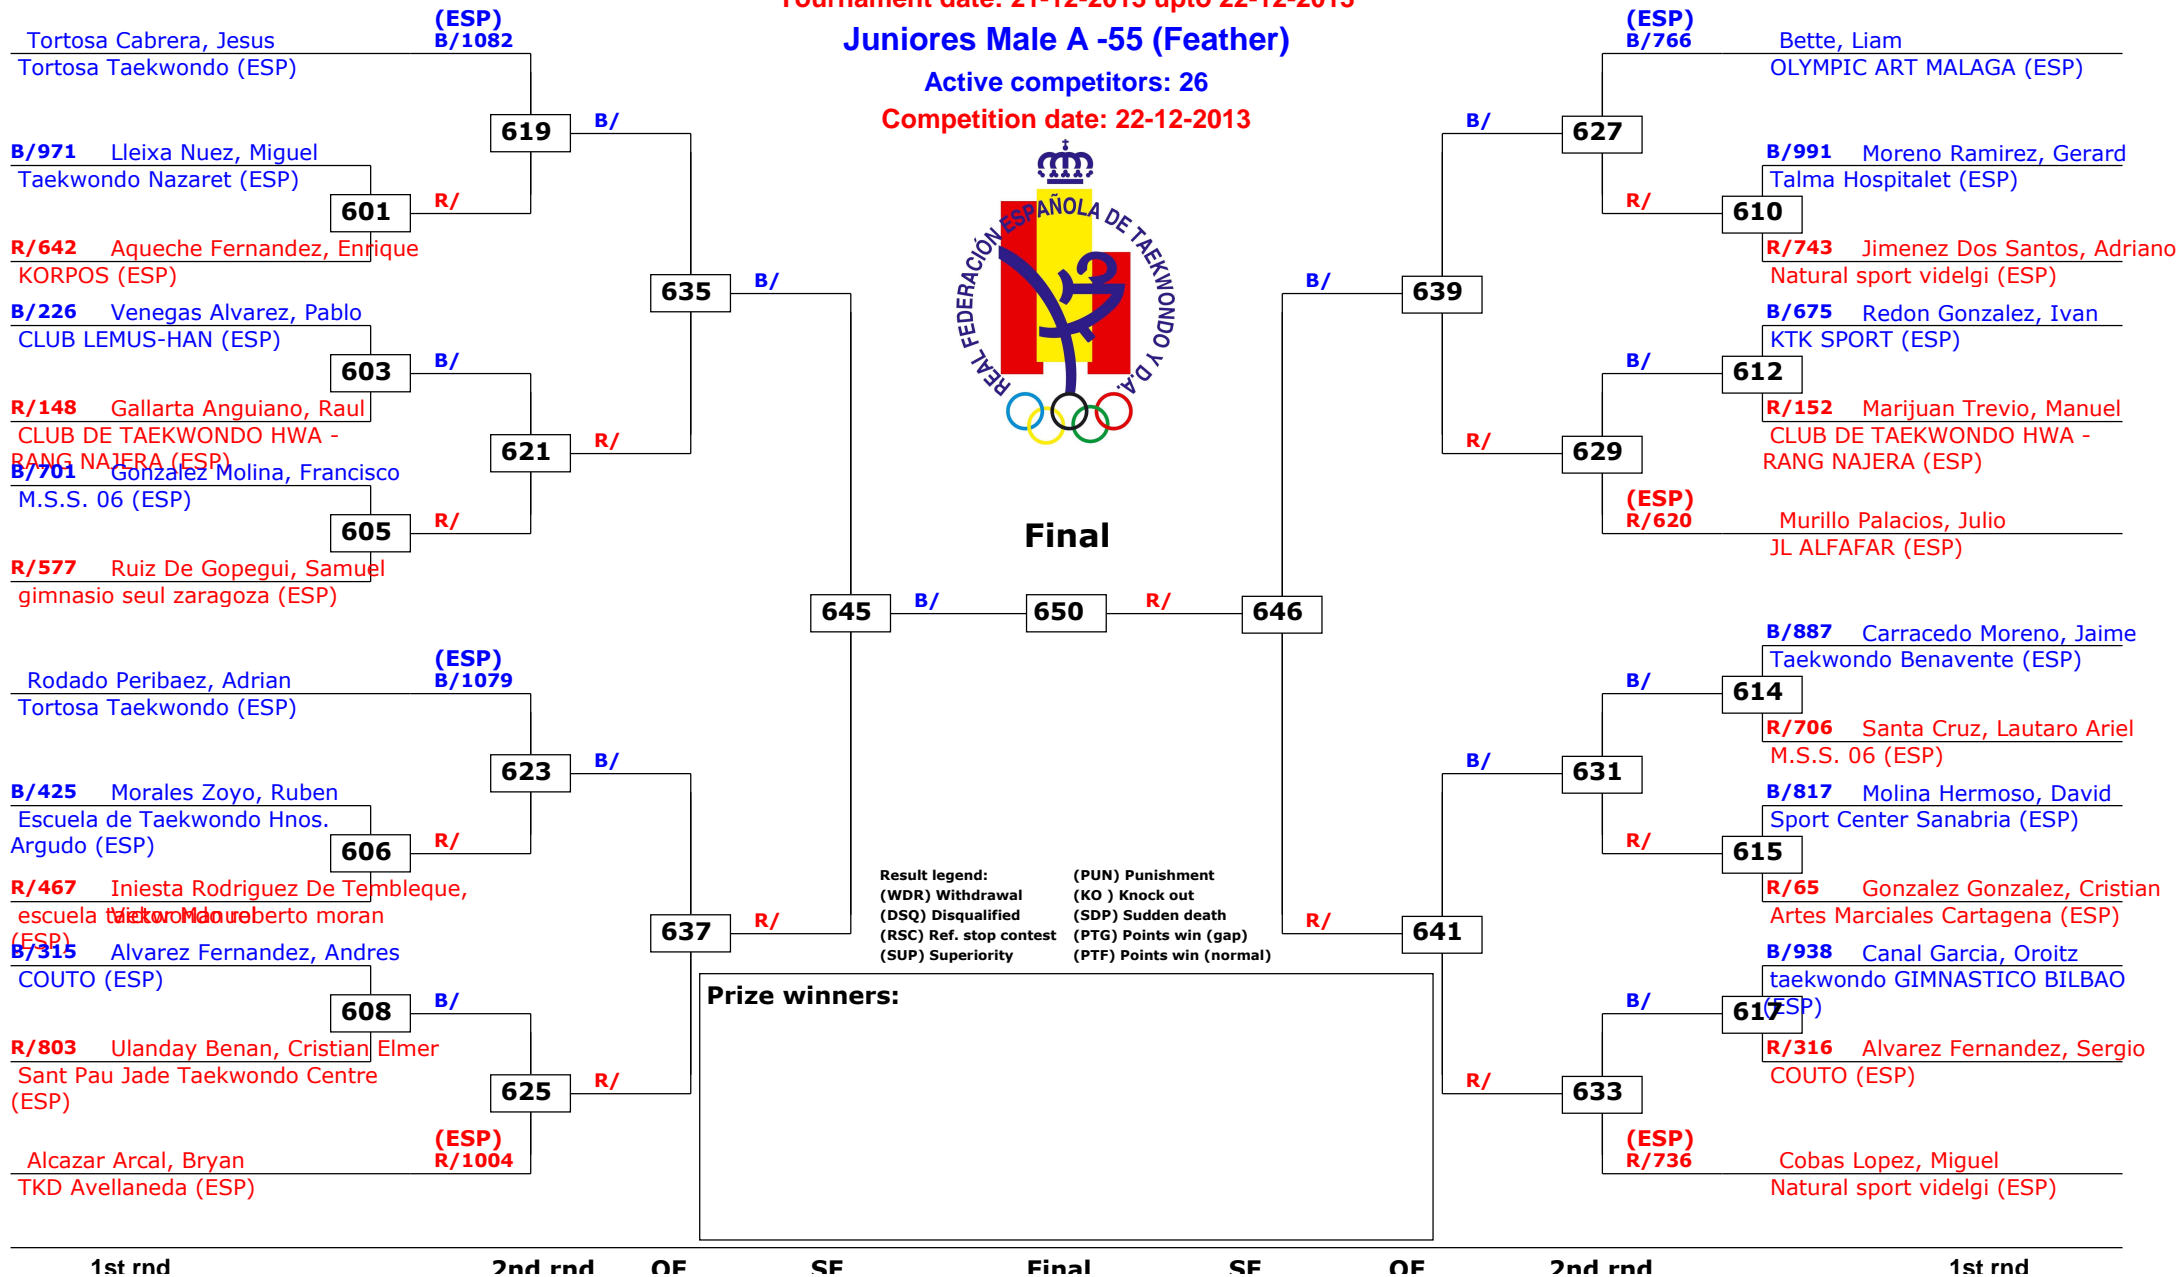 Tournament date: 21-12-2013 upto 22-12-2013
Juniores Male A -55 (Feather)
Active competitors: 26
Competition date: 22-12-2013
REAL FEDERACIÓN ESPAÑOLA DE TAEKWONDO Y D.A.
(ESP)
Tortosa Cabrera, Jesus B/1082
Tortosa Taekwondo (ESP)
619 B/
B/971 Lleixa Nuez, Miguel
Taekwondo Nazaret (ESP)
601 R/
R/642 Aqueche Fernandez, Enrique
KORPOS (ESP)
635 B/
B/226 Venegas Alvarez, Pablo
CLUB LEMUS-HAN (ESP)
603 B/
R/148 Gallarta Anguiano, Raul
CLUB DE TAEKWONDO HWA -
RANG NAJERA (ESP)
621 R/
B/701 Gonzalez Molina, Francisco
M.S.S. 06 (ESP)
605 R/
R/577 Ruiz De Gopegui, Samuel
gimnasio seul zaragoza (ESP)
645 B/
(ESP)
Rodado Peribaez, Adrian B/1079
Tortosa Taekwondo (ESP)
623 B/
B/425 Morales Zoyo, Ruben
Escuela de Taekwondo Hnos.
Argudo (ESP)
606 R/
R/467 Iniesta Rodriguez De Tembleque,
Victor Manuel
escuela taekwondo roberto moran
(ESP)
637 R/
B/315 Alvarez Fernandez, Andres
COUTO (ESP)
608 B/
R/803 Ulanday Benan, Cristian Elmer
Sant Pau Jade Taekwondo Centre
(ESP)
625 R/
(ESP)
Alcazar Arcal, Bryan R/1004
TKD Avellaneda (ESP)
Final
650
(ESP)
B/766 Bette, Liam
OLYMPIC ART MALAGA (ESP)
B/ 627
B/991 Moreno Ramirez, Gerard
Talma Hospitalet (ESP)
R/ 610
R/743 Jimenez Dos Santos, Adriano
Natural sport videlgi (ESP)
B/ 639
B/675 Redon Gonzalez, Ivan
KTK SPORT (ESP)
B/ 612
R/152 Marijuan Trevio, Manuel
CLUB DE TAEKWONDO HWA -
RANG NAJERA (ESP)
R/ 629
(ESP)
R/620 Murillo Palacios, Julio
JL ALFAFAR (ESP)
R/ 646
B/887 Carracedo Moreno, Jaime
Taekwondo Benavente (ESP)
B/ 614
R/706 Santa Cruz, Lautaro Ariel
M.S.S. 06 (ESP)
B/ 631
B/817 Molina Hermoso, David
Sport Center Sanabria (ESP)
R/ 615
R/65 Gonzalez Gonzalez, Cristian
Artes Marciales Cartagena (ESP)
R/ 641
B/938 Canal Garcia, Oroitz
taekwondo GIMNASTICO BILBAO
(ESP)
B/ 617
R/316 Alvarez Fernandez, Sergio
COUTO (ESP)
R/ 633
(ESP)
R/736 Cobas Lopez, Miguel
Natural sport videlgi (ESP)
Result legend: (PUN) Punishment
(WDR) Withdrawal (KO ) Knock out
(DSQ) Disqualified (SDP) Sudden death
(RSC) Ref. stop contest (PTG) Points win (gap)
(SUP) Superiority (PTF) Points win (normal)
Prize winners:
1st rnd 2nd rnd QF SF Final SF QF 2nd rnd 1st rnd